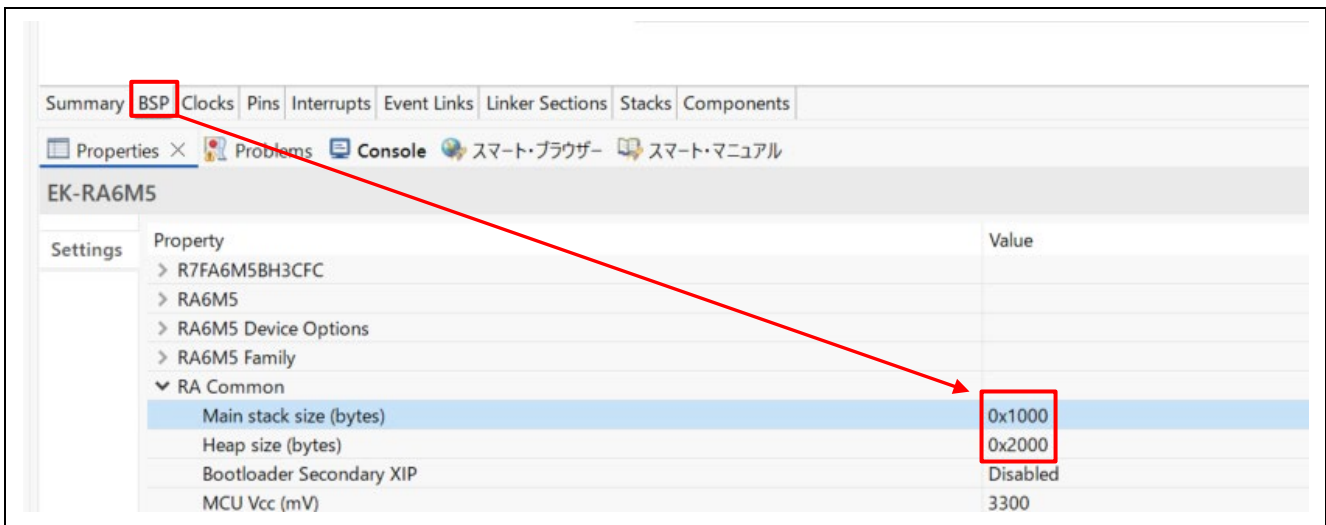 Summary BSP Clocks Pins Interrupts Event Links Linker Sections Stacks Components
Properties Problems Console スマート・ブラウザー スマート・マニュアル
EK-RA6M5
Settings Property Value
R7FA6M5BH3CFC
RA6M5
RA6M5 Device Options
RA6M5 Family
RA Common
Main stack size (bytes) 0x1000
Heap size (bytes) 0x2000
Bootloader Secondary XIP Disabled
MCU Vcc (mV) 3300